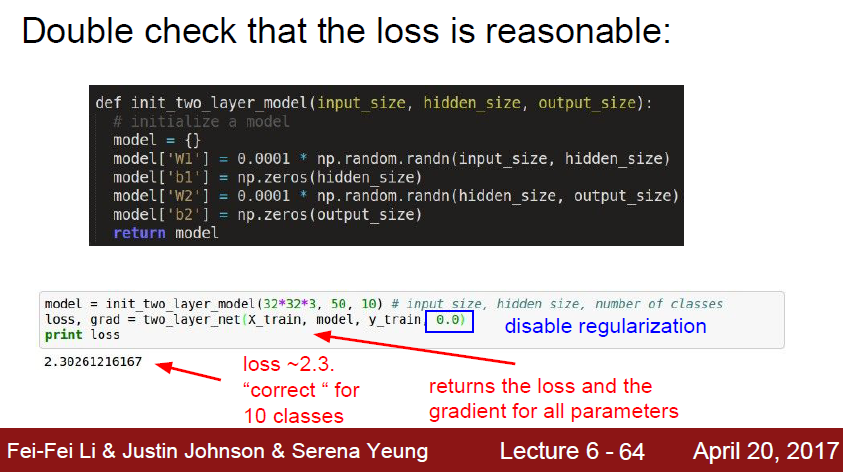 Double check that the loss is reasonable:
def init_two_layer_model(input_size, hidden_size, output_size):
# initialize a model
model = {}
model['W1'] = 0.0001 * np.random.randn(input_size, hidden_size)
model['b1'] = np.zeros(hidden_size)
model['W2'] = 0.0001 * np.random.randn(hidden_size, output_size)
model['b2'] = np.zeros(output_size)
return model
model = init_two_layer_model(32*32*3, 50, 10) # input size, hidden size, number of classes
loss, grad = two_layer_net(X_train, model, y_train, 0.0)
disable regularization
print loss
2.30261216167
loss ~2.3.
“correct “ for
10 classes
returns the loss and the
gradient for all parameters
Fei-Fei Li & Justin Johnson & Serena Yeung
Lecture 6 - 64
April 20, 2017